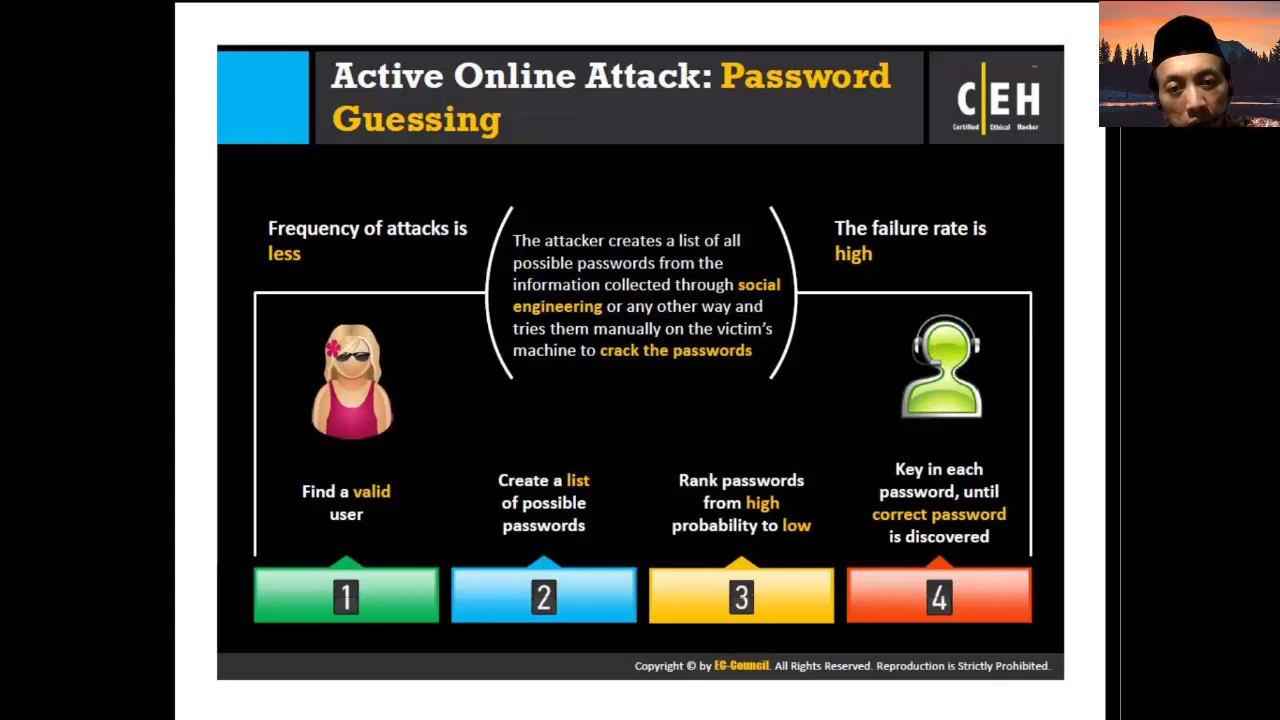 Active Online Attack: Password
Guessing
C|EH
Certified Ethical Hacker
Frequency of attacks is
less
The attacker creates a list of all
possible passwords from the
information collected through social
engineering or any other way and
tries them manually on the victim's
machine to crack the passwords
The failure rate is
high
Find a valid
user
Create a list
of possible
passwords
Rank passwords
from high
probability to low
Key in each
password, until
correct password
is discovered
1
2
3
4
Copyright © by EC-Council. All Rights Reserved. Reproduction is Strictly Prohibited.